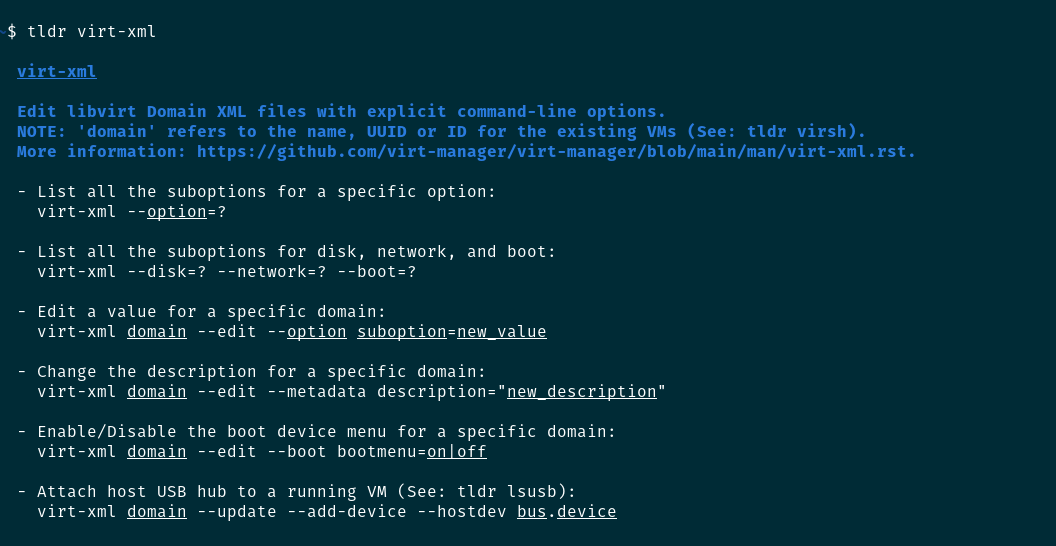 ~$ tldr virt-xml
virt-xml
Edit libvirt Domain XML files with explicit command-line options.
NOTE: 'domain' refers to the name, UUID or ID for the existing VMs (See: tldr virsh).
More information: https://github.com/virt-manager/virt-manager/blob/main/man/virt-xml.rst.
- List all the suboptions for a specific option:
virt-xml --option=?
- List all the suboptions for disk, network, and boot:
virt-xml --disk=? --network=? --boot=?
- Edit a value for a specific domain:
virt-xml domain --edit --option suboption=new_value
- Change the description for a specific domain:
virt-xml domain --edit --metadata description="new_description"
- Enable/Disable the boot device menu for a specific domain:
virt-xml domain --edit --boot bootmenu=on|off
- Attach host USB hub to a running VM (See: tldr lsusb):
virt-xml domain --update --add-device --hostdev bus.device